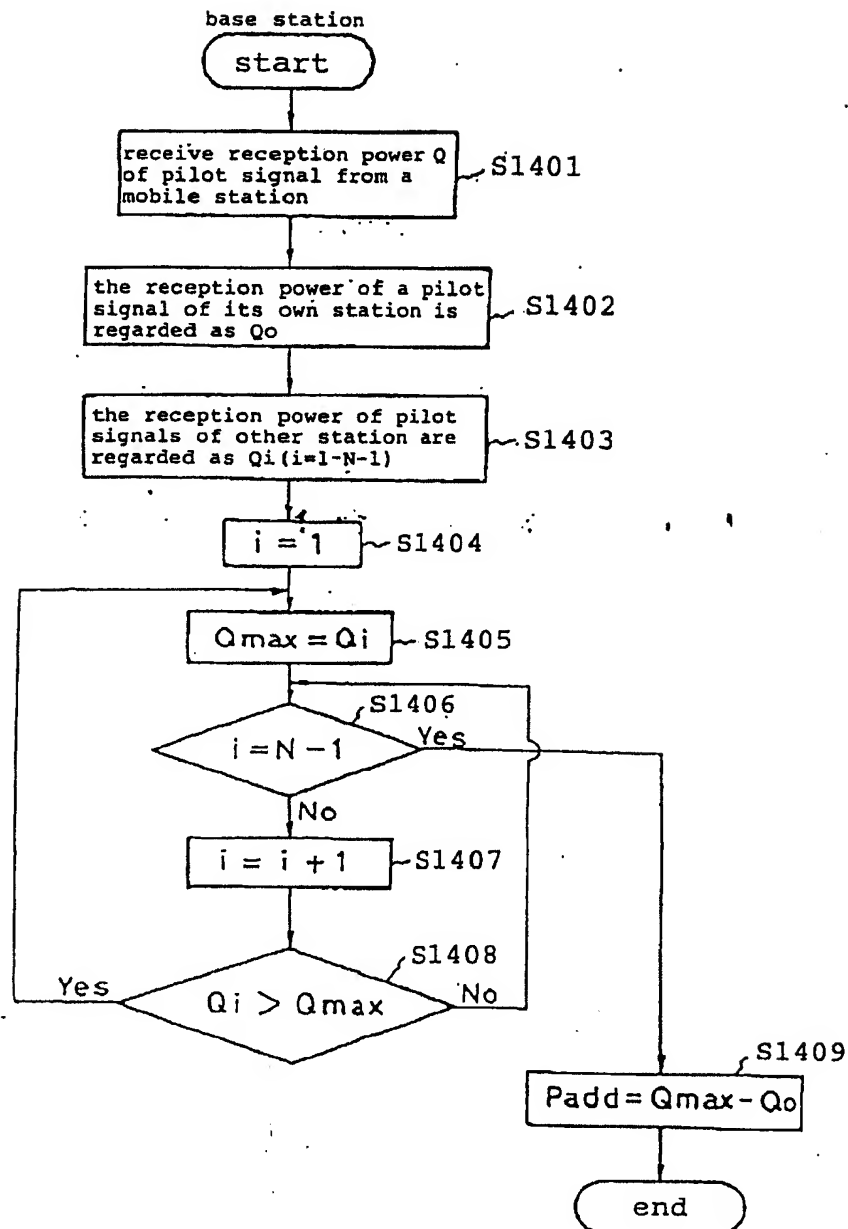 base station
start
receive reception power Q
of pilot signal from a
mobile station
S1401
the reception power of a pilot
signal of its own station is
regarded as Qo
S1402
the reception power of pilot
signals of other station are
regarded as Qi(i=1-N-1)
S1403
i = 1
S1404
Qmax = Qi
S1405
S1406
i = N - 1
Yes
No
i = i + 1
S1407
S1408
Yes
Qi > Qmax
No
S1409
Padd = Qmax - Qo
end